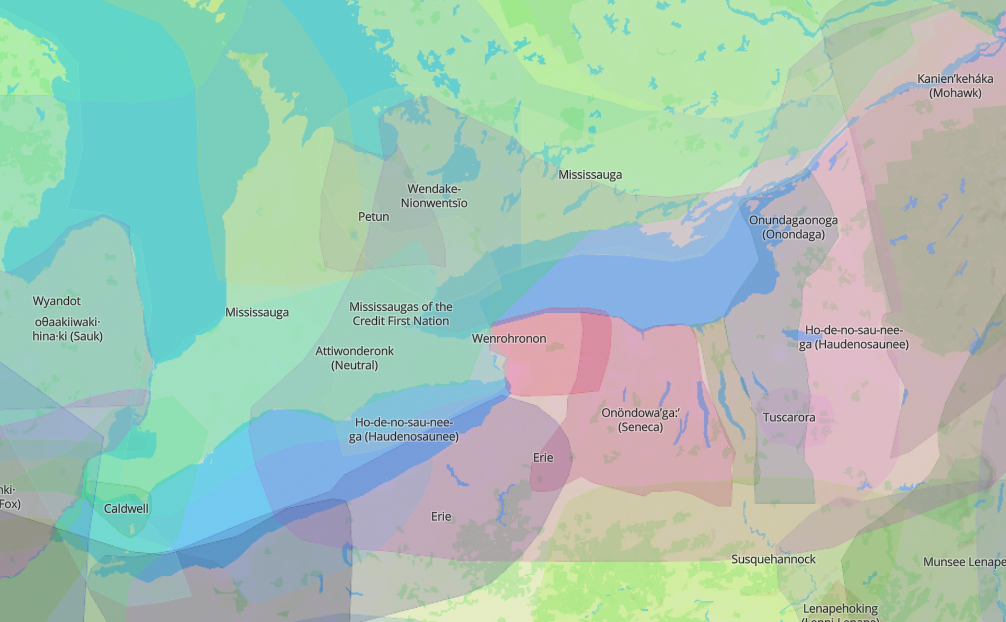 Kanien'kehá:ka
(Mohawk)
Mississauga
Wendake-
Nionwentsïo
Petun
Onundagaonoga
(Onondaga)
Wyandot
oθaakiiwaki·
hina·ki (Sauk)
Mississauga
Mississaugas of the
Credit First Nation
Wenrohronon
Ho-de-no-sau-nee-
ga (Haudenosaunee)
Attiwonderonk
(Neutral)
Onöndowa'ga:'
(Seneca)
Tuscarora
Ho-de-no-sau-nee-
ga (Haudenosaunee)
Erie
nki·
Fox)
Caldwell
Erie
Susquehannock
Munsee Lenape
Lenapehoking
(Lenni-Lenape)